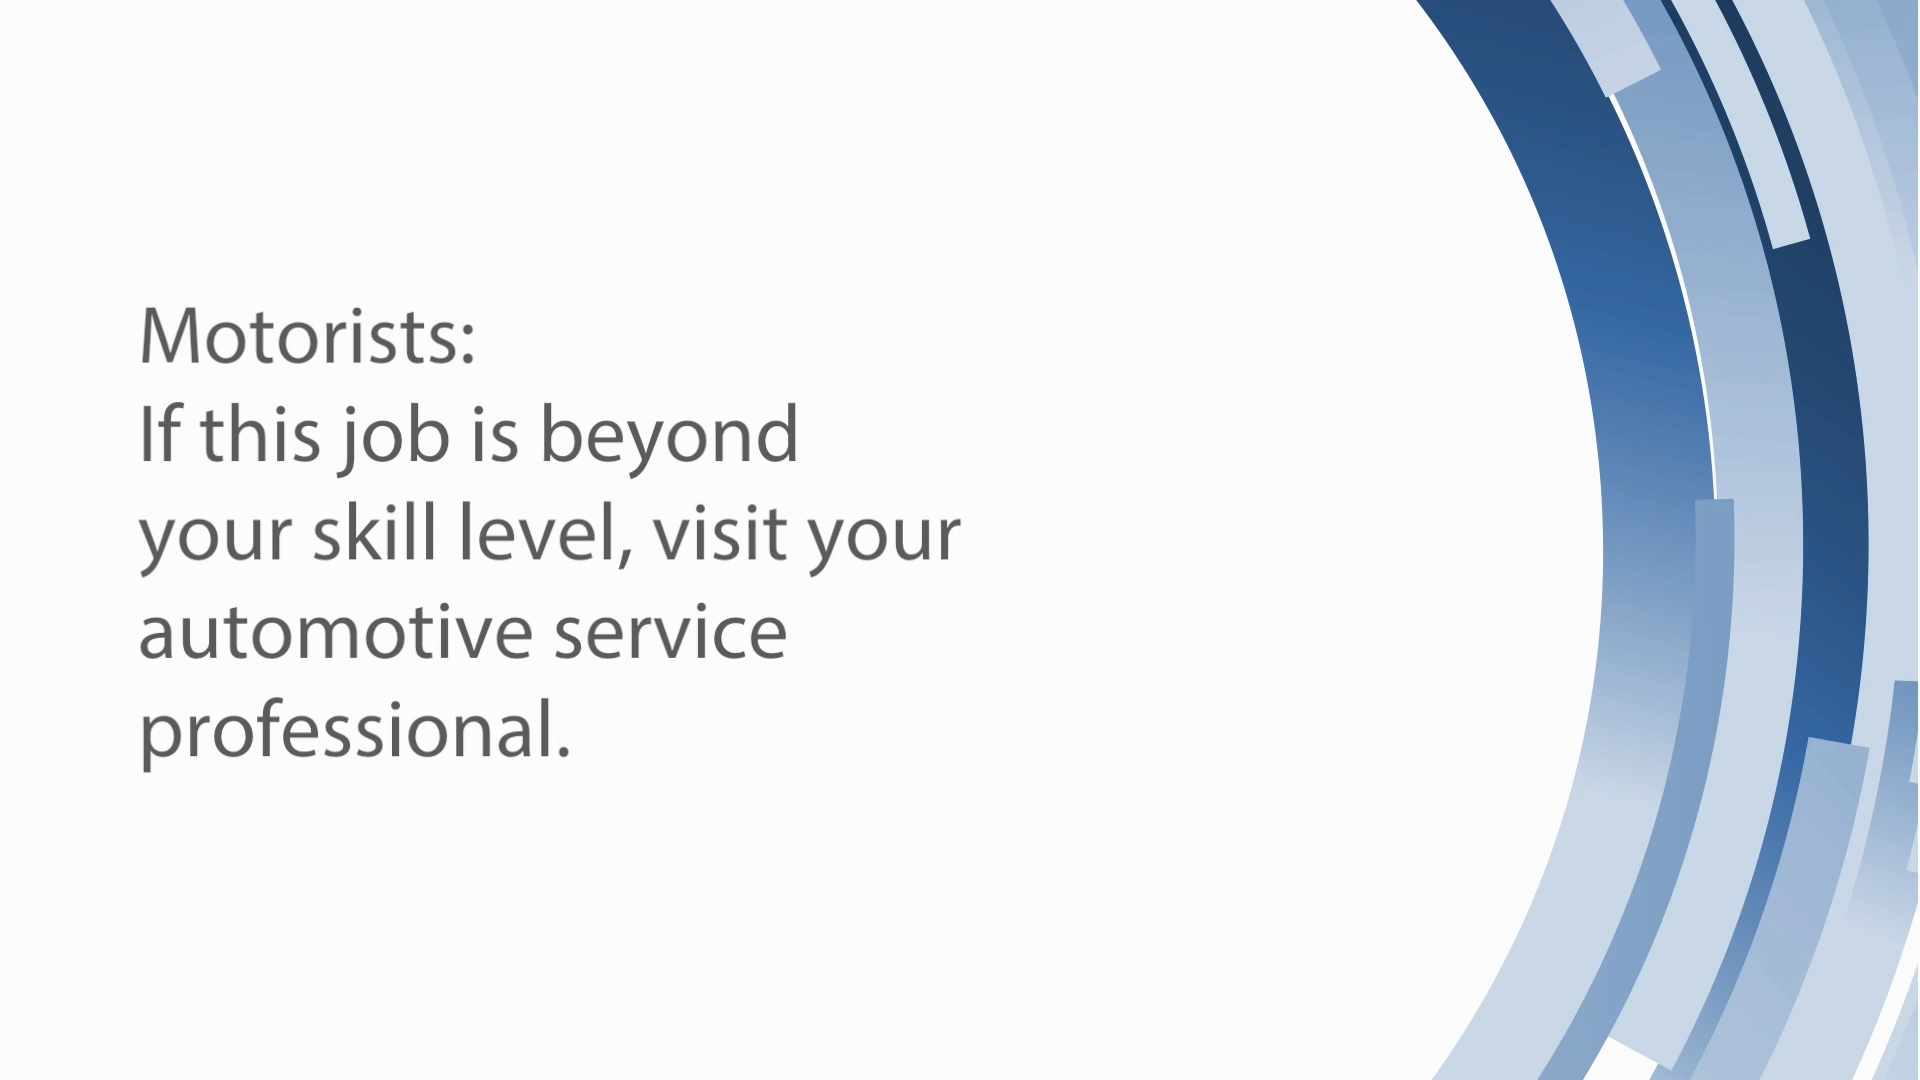 Motorists:
If this job is beyond
your skill level, visit your
automotive service
professional.